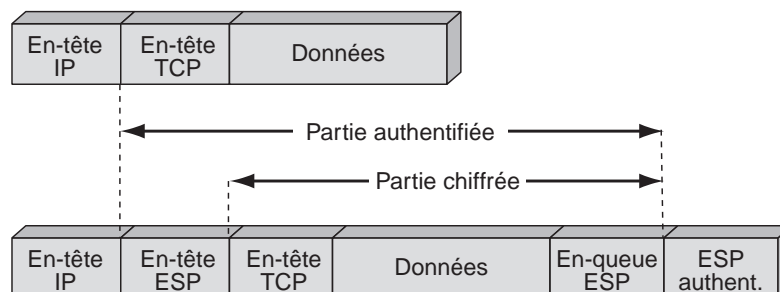 En-tête
IP
En-tête
TCP
Données
Partie authentifiée
Partie chiffrée
En-tête
IP
En-tête
ESP
En-tête
TCP
Données
En-queue
ESP
ESP
authent.